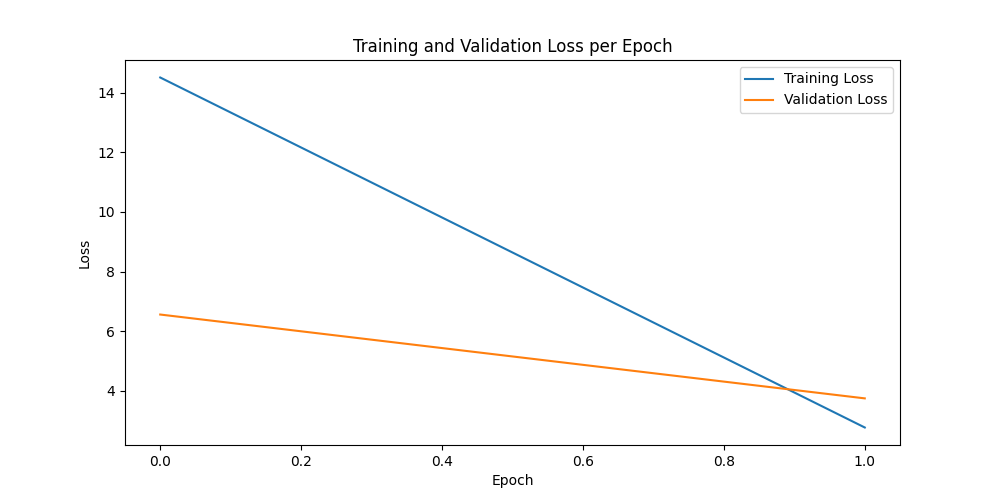 Training and Validation Loss per Epoch
Training Loss
Validation Loss
14
12
10
8
6
4
Loss
0.0 0.2 0.4 0.6 0.8 1.0
Epoch